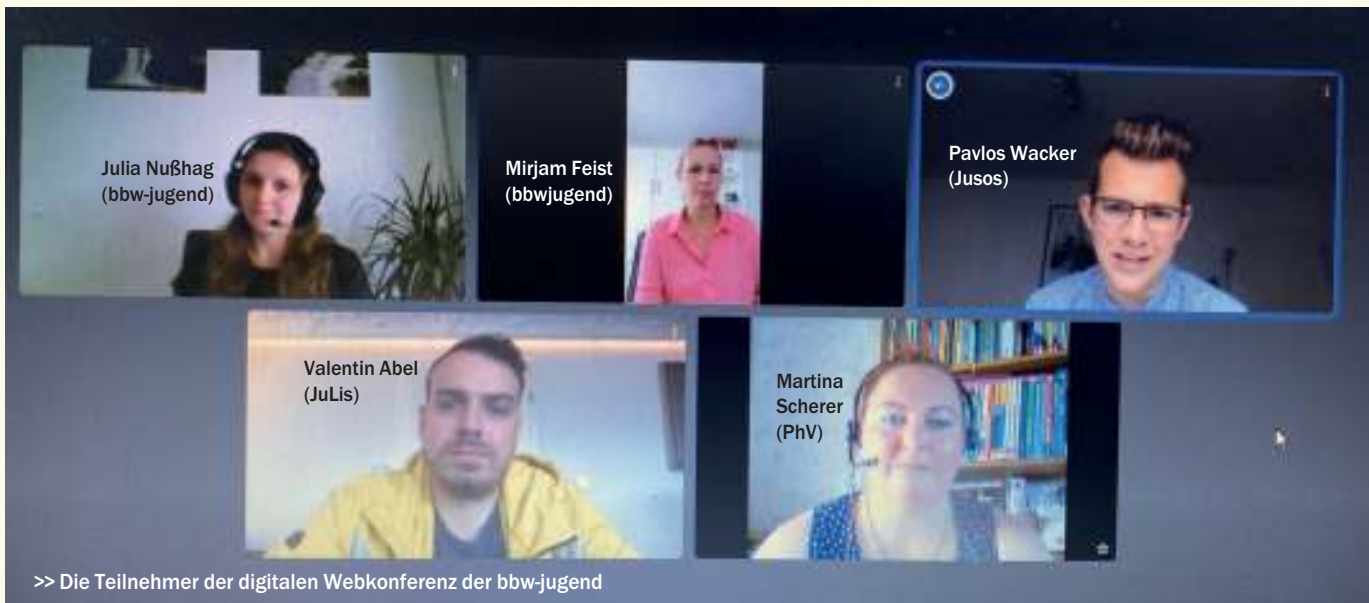 Julia Nußhag
(bbw-jugend)
Mirjam Feist
(bbwjugend)
Pavlos Wacker
(Jusos)
Valentin Abel
(JuLis)
Martina
Scherer
(PhV)
>> Die Teilnehmer der digitalen Webkonferenz der bbw-jugend